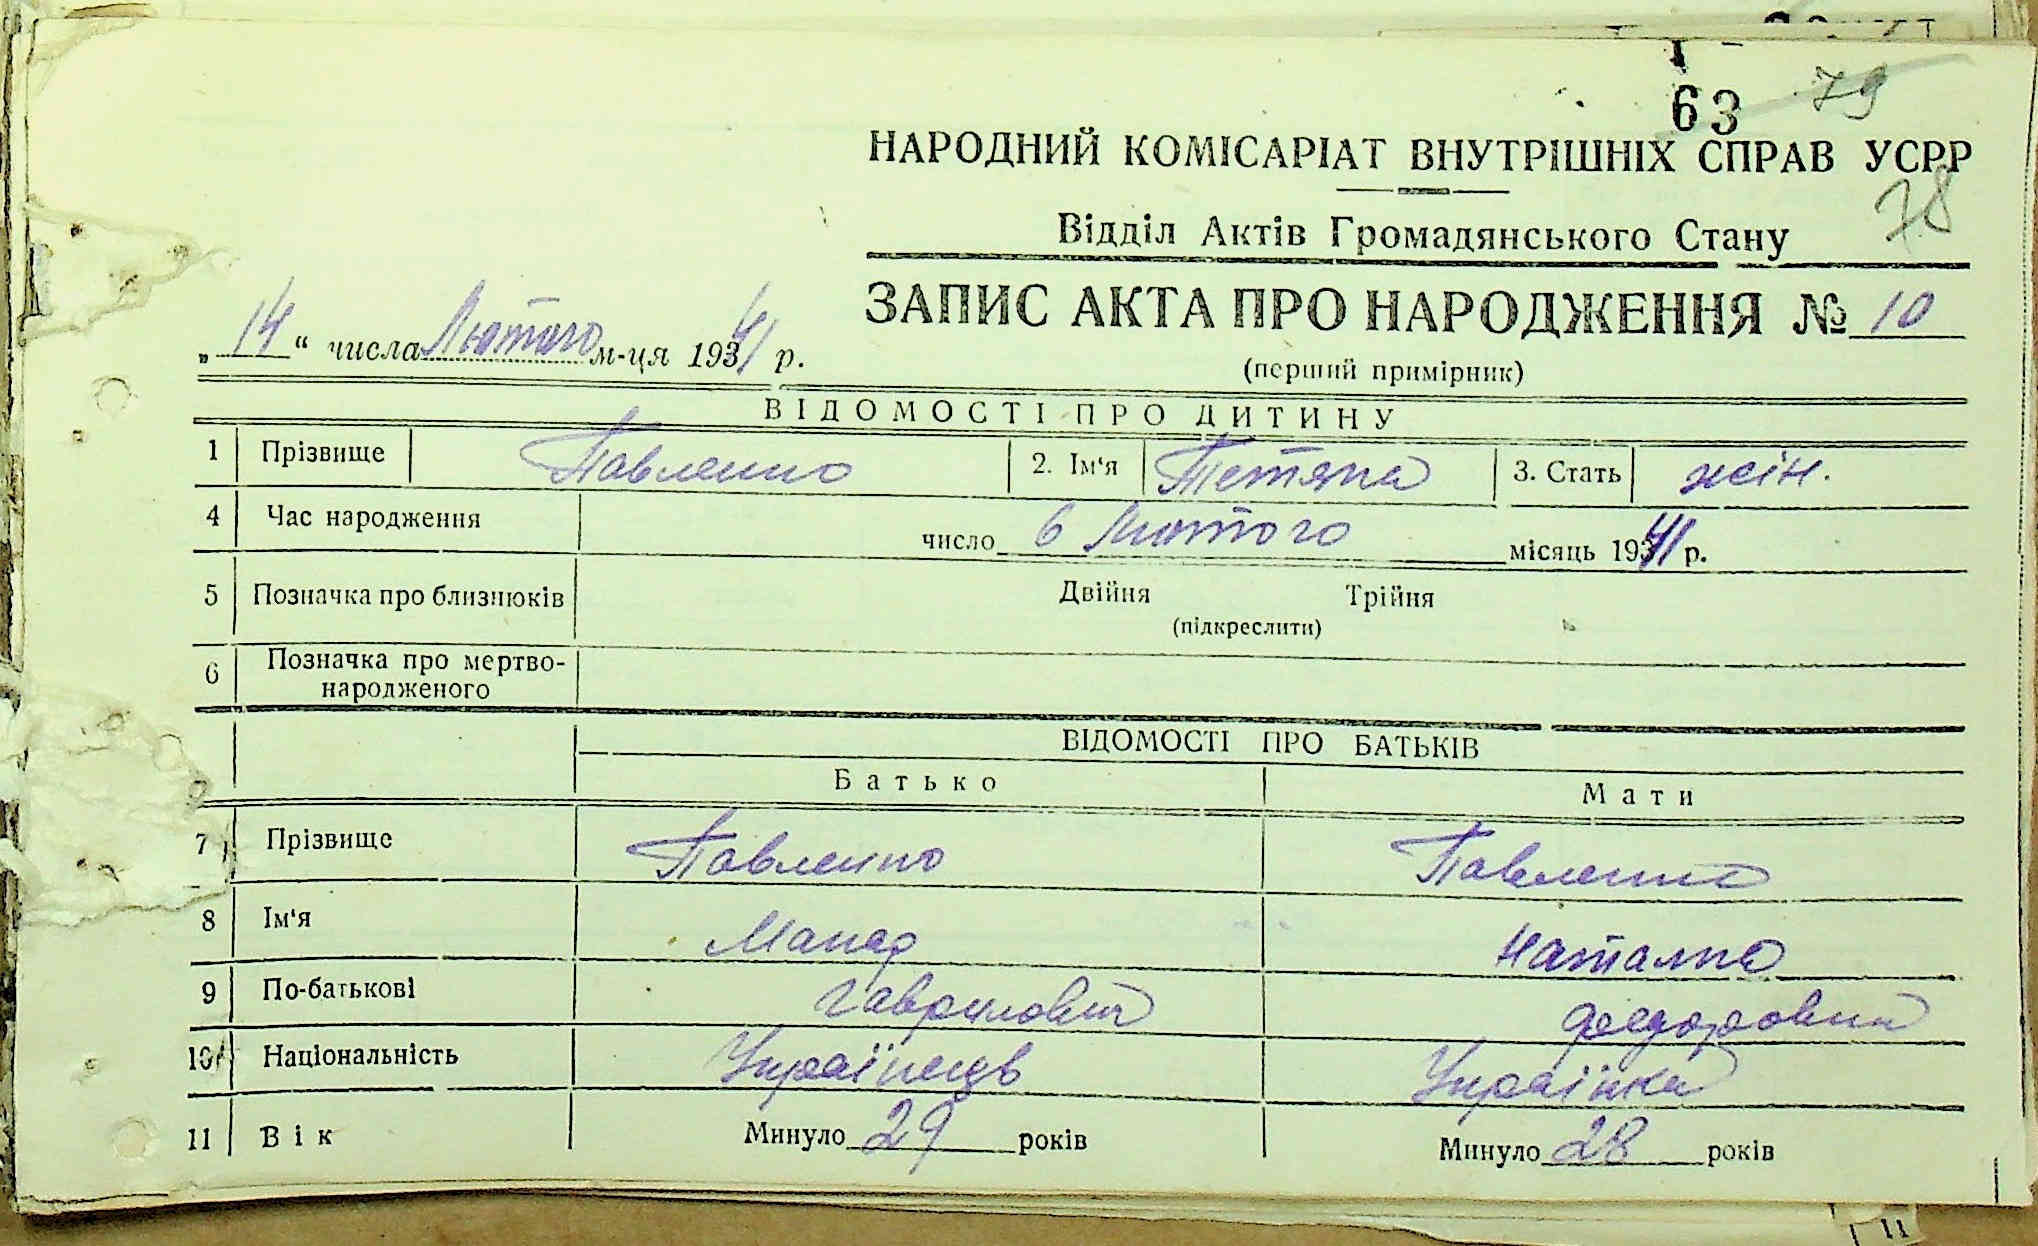 63 79
НАРОДНИЙ КОМІСАРІАТ ВНУТРІШНІХ СПРАВ УСРР
78
Відділ Актів Громадянського Стану
ЗАПИС АКТА ПРО НАРОДЖЕННЯ № 10
„14“ числа Лютого м-ця 1941 р.
(перший примірник)
ВІДОМОСТІ ПРО ДИТИНУ
1 Прізвище Павленко 2. Ім'я Тетяна 3. Стать жін.
4 Час народження число 6 Лютого місяць 1941 р.
5 Позначка про близнюків Двійня Трійня
(підкреслити)
6 Позначка про мертво-
народженого
ВІДОМОСТІ ПРО БАТЬКІВ
Батько Мати
7 Прізвище Павленко Павленко
8 Ім'я
9 По-батькові Гаврилович Федоровна
10 Національність Українець Українка
11 Вік Минуло 29 років Минуло 28 років